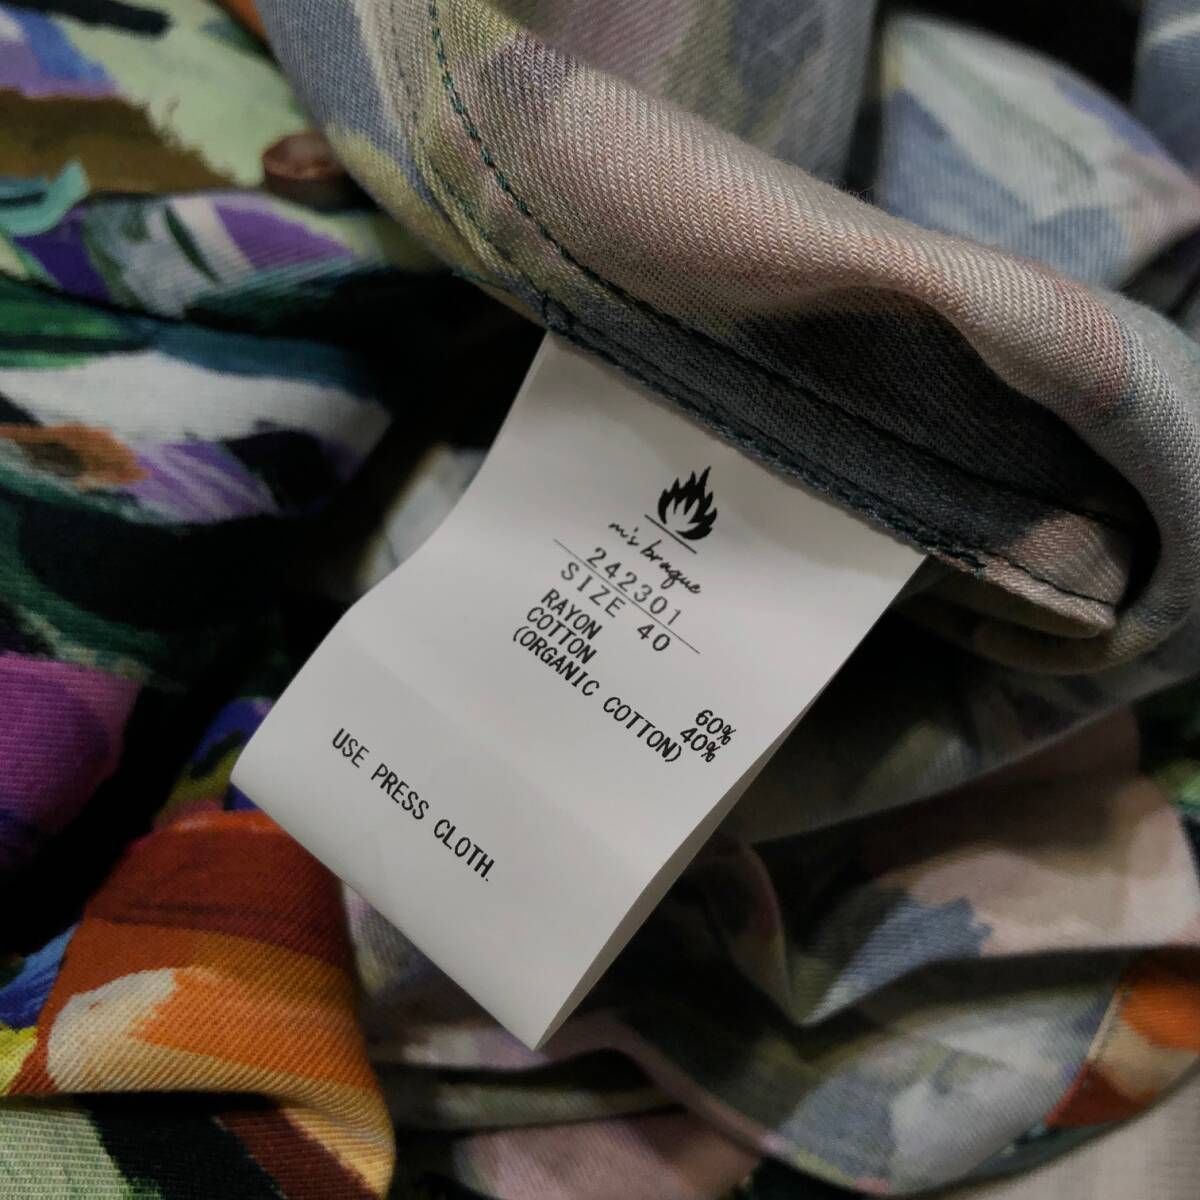 m's braque
242301
SIZE 40
RAYON 60%
COTTON 40%
(ORGANIC COTTON)
USE PRESS CLOTH.